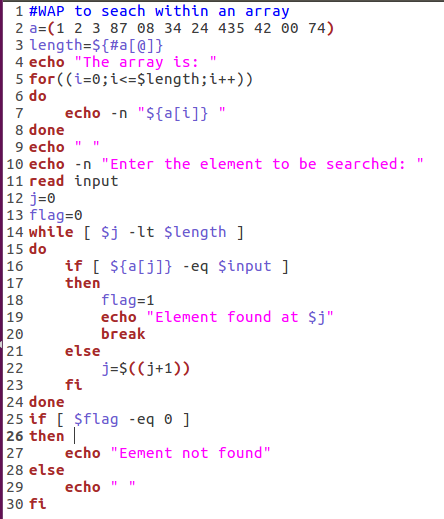 1 #WAP to seach within an array
2 a=(1 2 3 87 08 34 24 435 42 00 74)
3 length=${#a[@]}
4 echo "The array is: "
5 for((i=0;i<=$length;i++))
6 do
7     echo -n "${a[i]} "
8 done
9 echo " "
10 echo -n "Enter the element to be searched: "
11 read input
12 j=0
13 flag=0
14 while [ $j -lt $length ]
15 do
16     if [ ${a[j]} -eq $input ]
17     then
18         flag=1
19         echo "Element found at $j"
20         break
21     else
22         j=$((j+1))
23     fi
24 done
25 if [ $flag -eq 0 ]
26 then
27     echo "Eement not found"
28 else
29     echo " "
30 fi